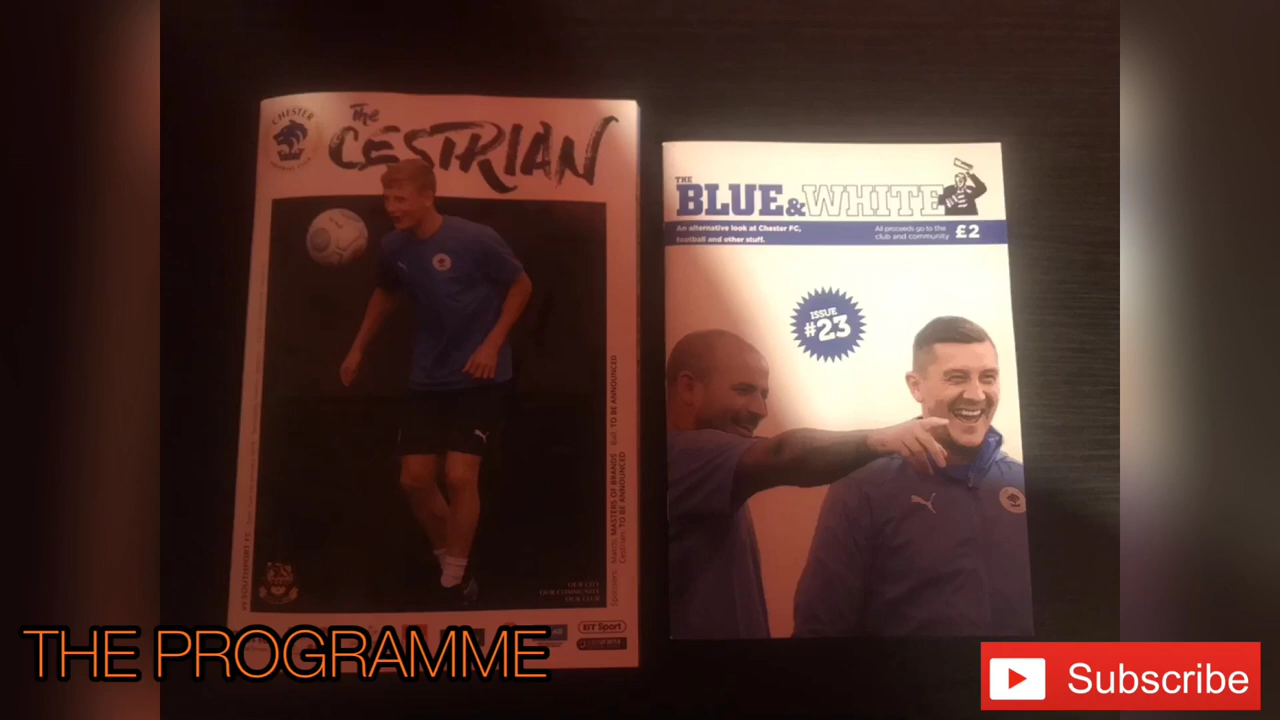 CHESTER
The
CESTRIAN
Sponsors: Match: MASTERS OF BRANDS Ball: TO BE ANNOUNCED
Cestrian: TO BE ANNOUNCED
V SOUTHPORT FC
OUR CITY
OUR COMMUNITY
OUR CLUB
BT Sport
THE
BLUE & WHITE
An alternative look at Chester FC,
football and other stuff.
All proceeds go to the
club and community
£2
ISSUE
#23
THE PROGRAMME
Subscribe